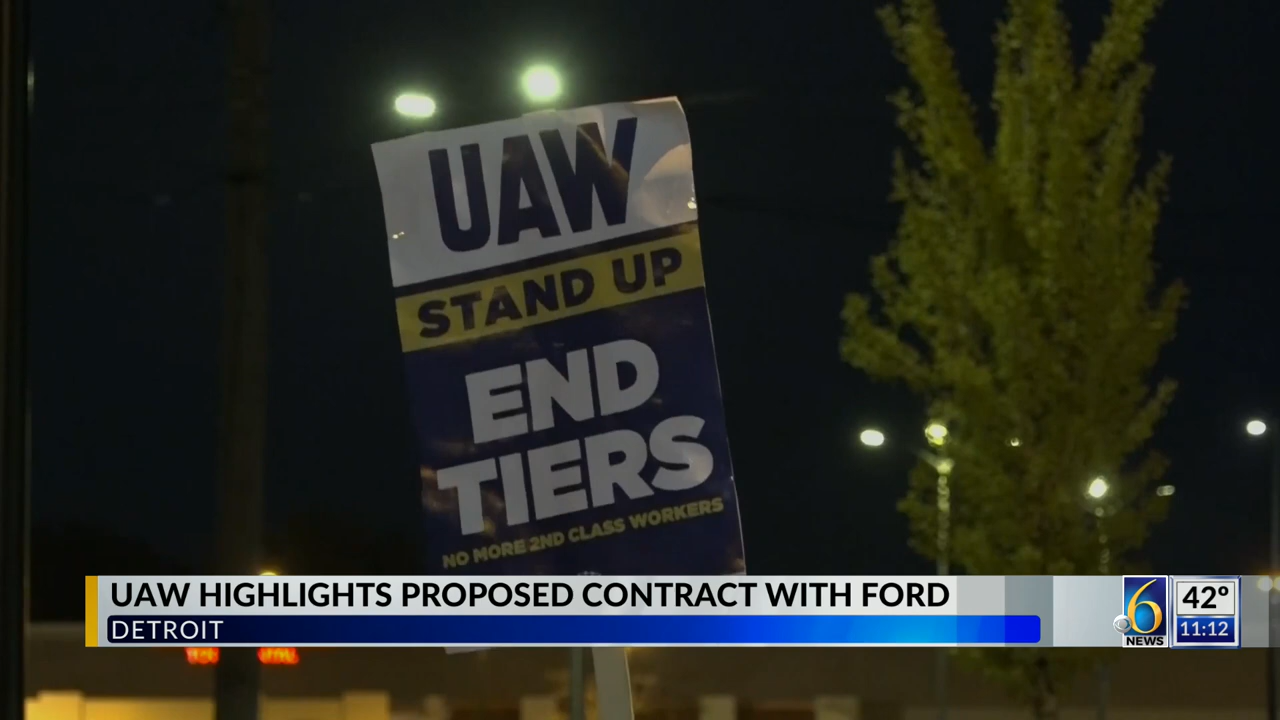 UAW
STAND UP
END
TIERS
NO MORE 2ND CLASS WORKERS
UAW HIGHLIGHTS PROPOSED CONTRACT WITH FORD
DETROIT
6
NEWS
42°
11:12